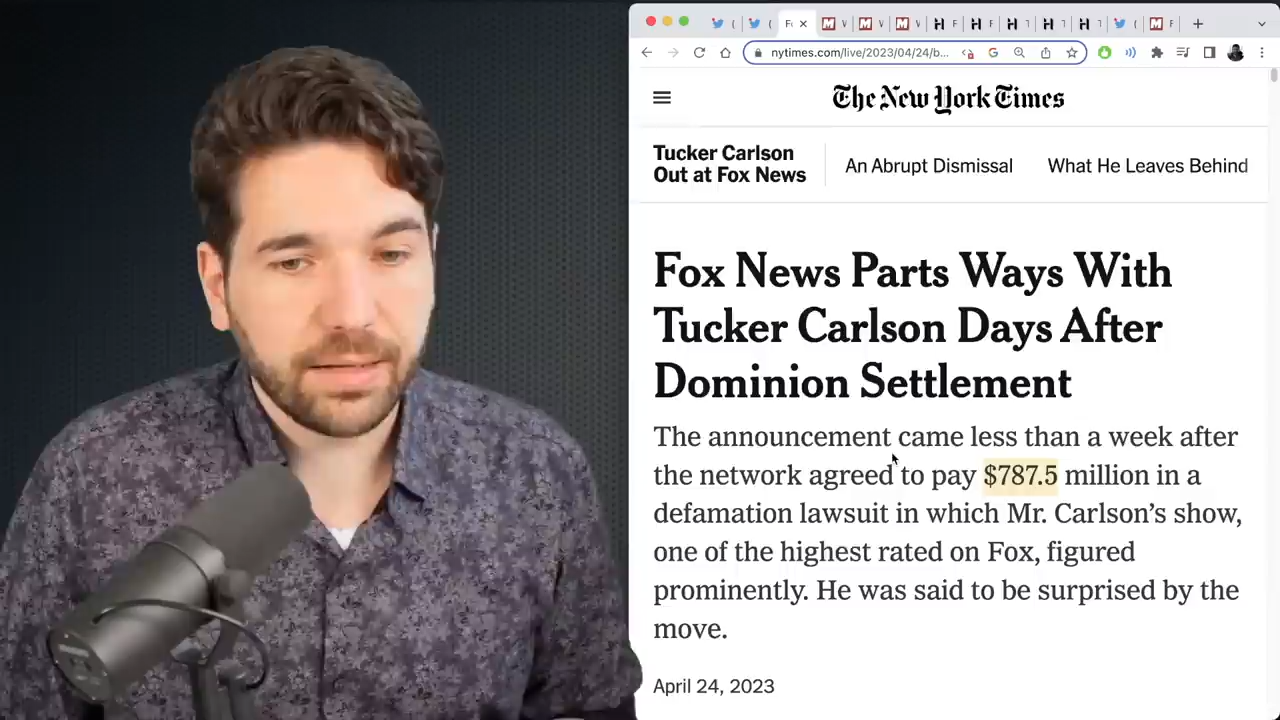 F
V
V
V
F
F
T
T
T
(
F
nytimes.com/live/2023/04/24/b...
The New York Times
Tucker Carlson
Out at Fox News
An Abrupt Dismissal
What He Leaves Behind
Fox News Parts Ways With
Tucker Carlson Days After
Dominion Settlement
The announcement came less than a week after
the network agreed to pay $787.5 million in a
defamation lawsuit in which Mr. Carlson's show,
one of the highest rated on Fox, figured
prominently. He was said to be surprised by the
move.
April 24, 2023